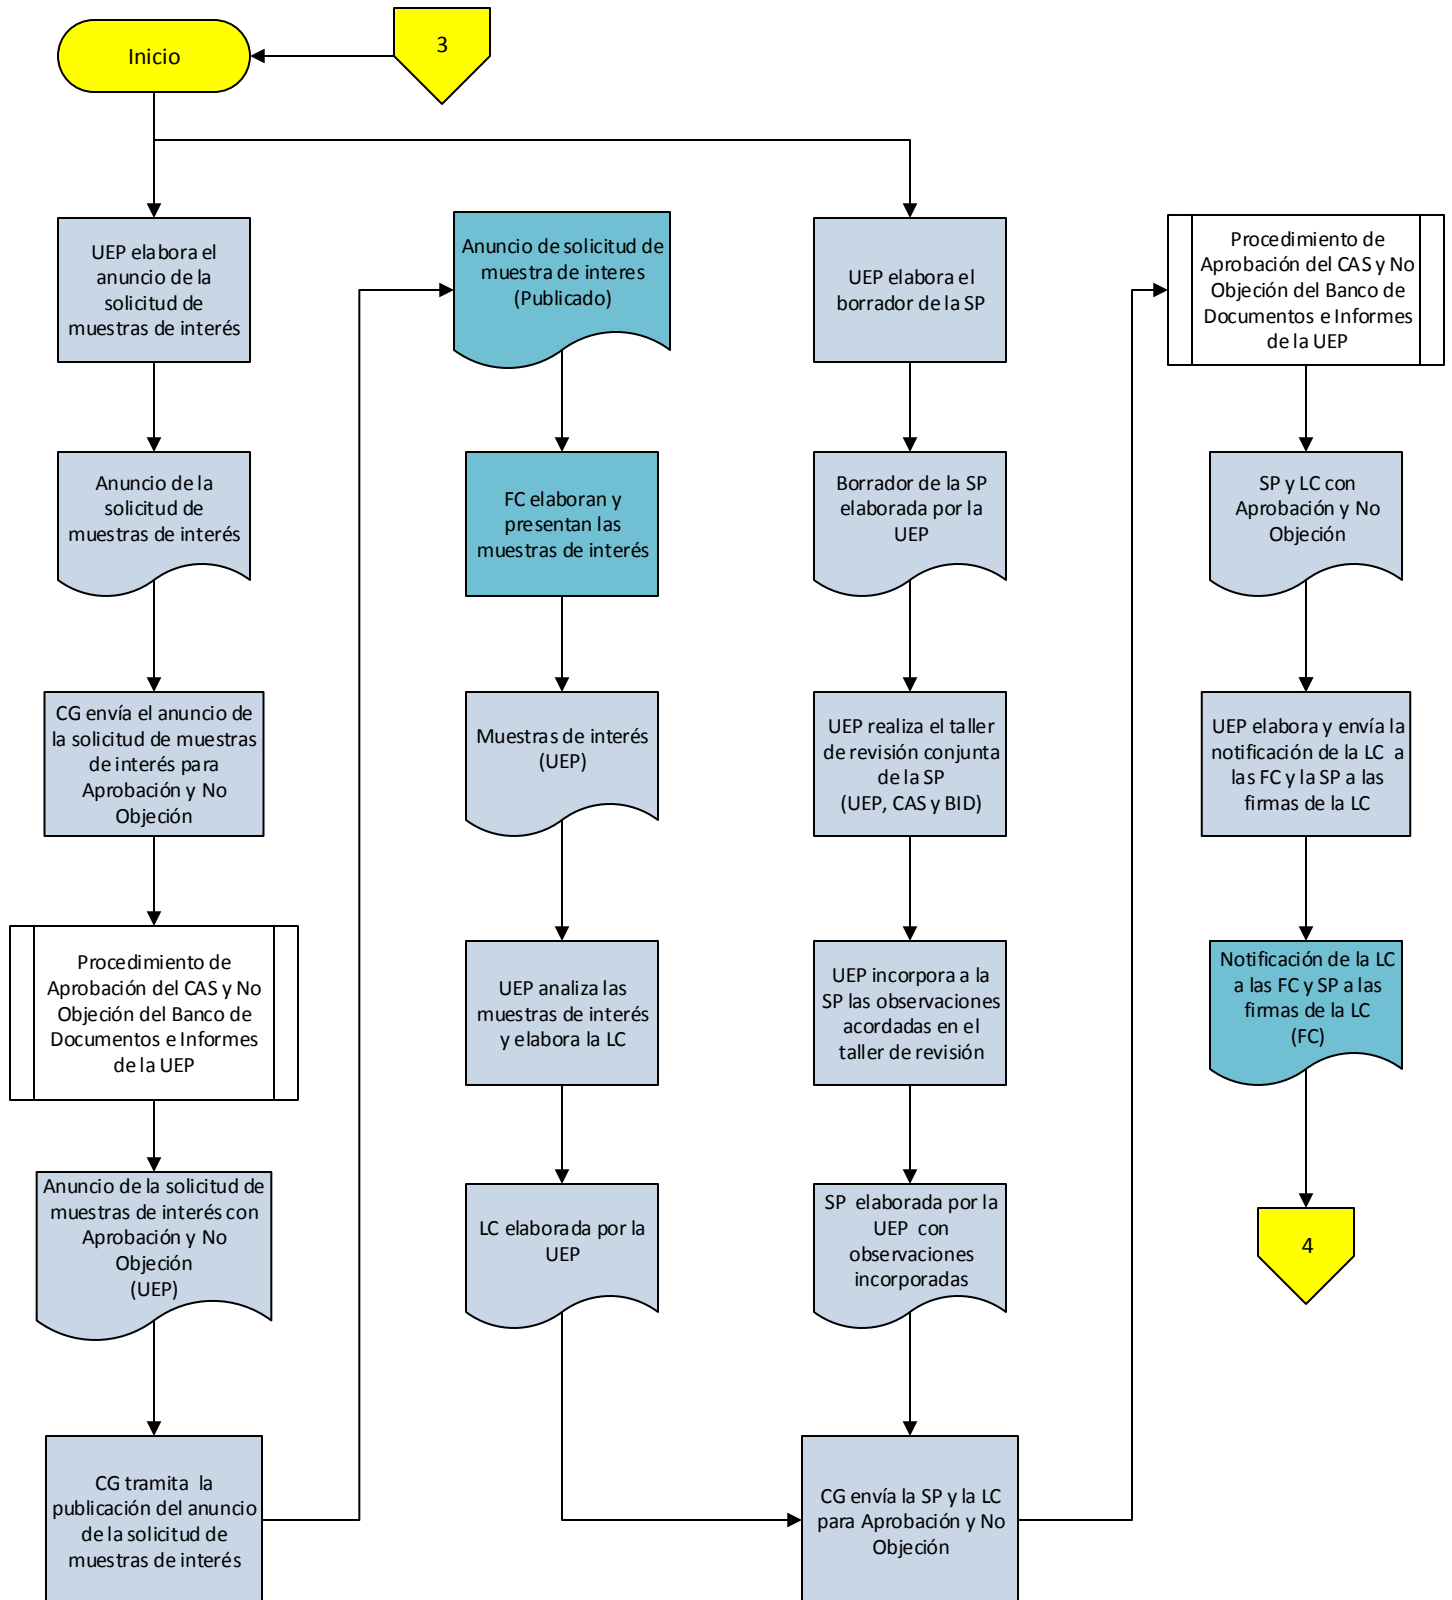 Inicio
3
UEP elabora el
anuncio de la
solicitud de
muestras de interés
Anuncio de la
solicitud de
muestras de interés
CG envía el anuncio de
la solicitud de muestras
de interés para
Aprobación y No
Objeción
Procedimiento de
Aprobación del CAS y No
Objeción del Banco de
Documentos e Informes
de la UEP
Anuncio de la solicitud de
muestras de interés con
Aprobación y No
Objeción
(UEP)
CG tramita la
publicación del anuncio
de la solicitud de
muestras de interés
Anuncio de solicitud de
muestra de interes
(Publicado)
FC elaboran y
presentan las
muestras de interés
Muestras de interés
(UEP)
UEP analiza las
muestras de interés
y elabora la LC
LC elaborada por la
UEP
UEP elabora el
borrador de la SP
Borrador de la SP
elaborada por la
UEP
UEP realiza el taller
de revisión conjunta
de la SP
(UEP, CAS y BID)
UEP incorpora a la
SP las observaciones
acordadas en el
taller de revisión
SP elaborada por la
UEP con
observaciones
incorporadas
CG envía la SP y la LC
para Aprobación y No
Objeción
Procedimiento de
Aprobación del CAS y No
Objeción del Banco de
Documentos e Informes
de la UEP
SP y LC con
Aprobación y No
Objeción
UEP elabora y envía la
notificación de la LC a
las FC y la SP a las
firmas de la LC
Notificación de la LC
a las FC y SP a las
firmas de la LC
(FC)
4